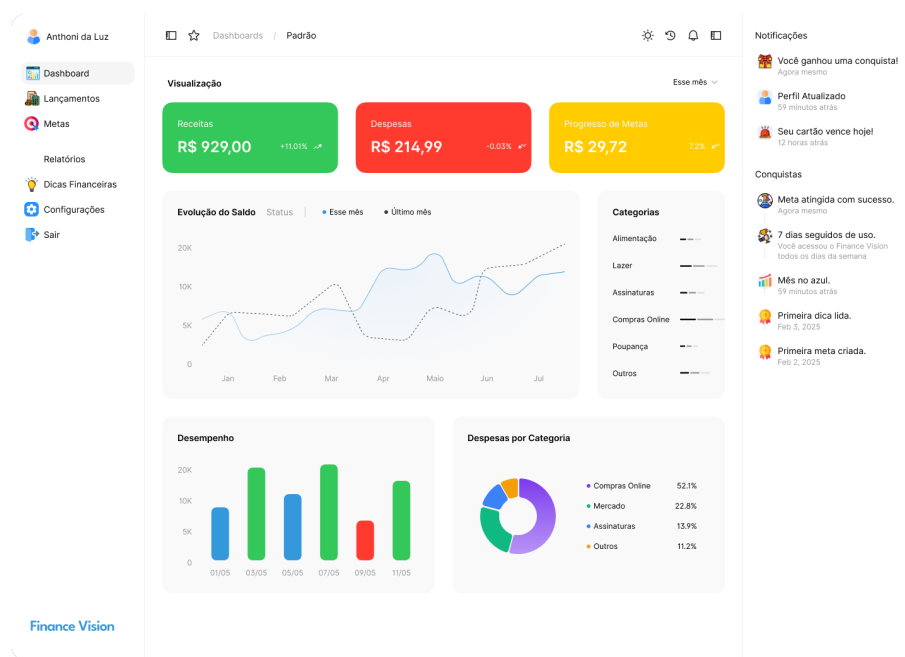 Anthoni da Luz
Dashboard
Lançamentos
Metas
Relatórios
Dicas Financeiras
Configurações
Sair
Finance Vision
Dashboards / Padrão
Visualização
Esse mês
Receitas
R$ 929,00
+11.01%
Despesas
R$ 214,99
-0.03%
Progresso de Metas
R$ 29,72
7.2%
Evolução do Saldo
Status
Esse mês
Último mês
20K
10K
5K
0
Jan
Feb
Mar
Apr
Maio
Jun
Jul
Categorias
Alimentação
Lazer
Assinaturas
Compras Online
Poupança
Outros
Desempenho
20K
10K
5K
0
01/05
03/05
05/05
07/05
09/05
11/05
Despesas por Categoria
Compras Online 52.1%
Mercado 22.8%
Assinaturas 13.9%
Outros 11.2%
Notificações
Você ganhou uma conquista!
Agora mesmo
Perfil Atualizado
59 minutos atrás
Seu cartão vence hoje!
12 horas atrás
Conquistas
Meta atingida com sucesso.
Agora mesmo
7 dias seguidos de uso.
Você acessou o Finance Vision
todos os dias da semana
Mês no azul.
59 minutos atrás
Primeira dica lida.
Feb 3, 2025
Primeira meta criada.
Feb 2, 2025